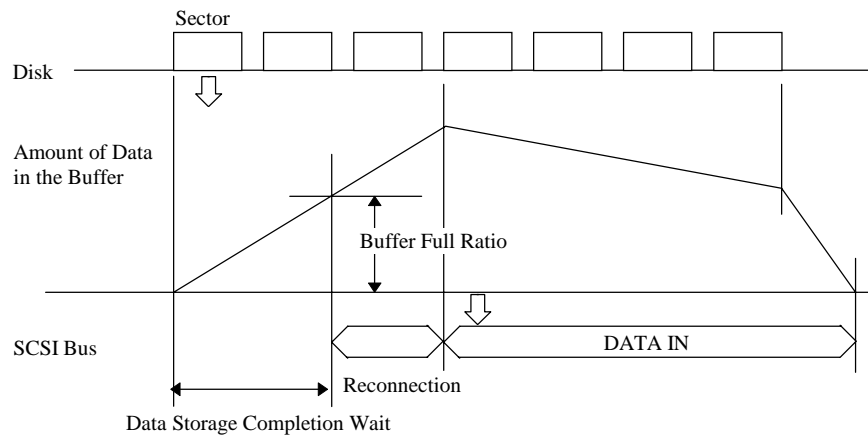 Sector
Disk
Amount of Data
in the Buffer
Buffer Full Ratio
SCSI Bus
DATA IN
Reconnection
Data Storage Completion Wait